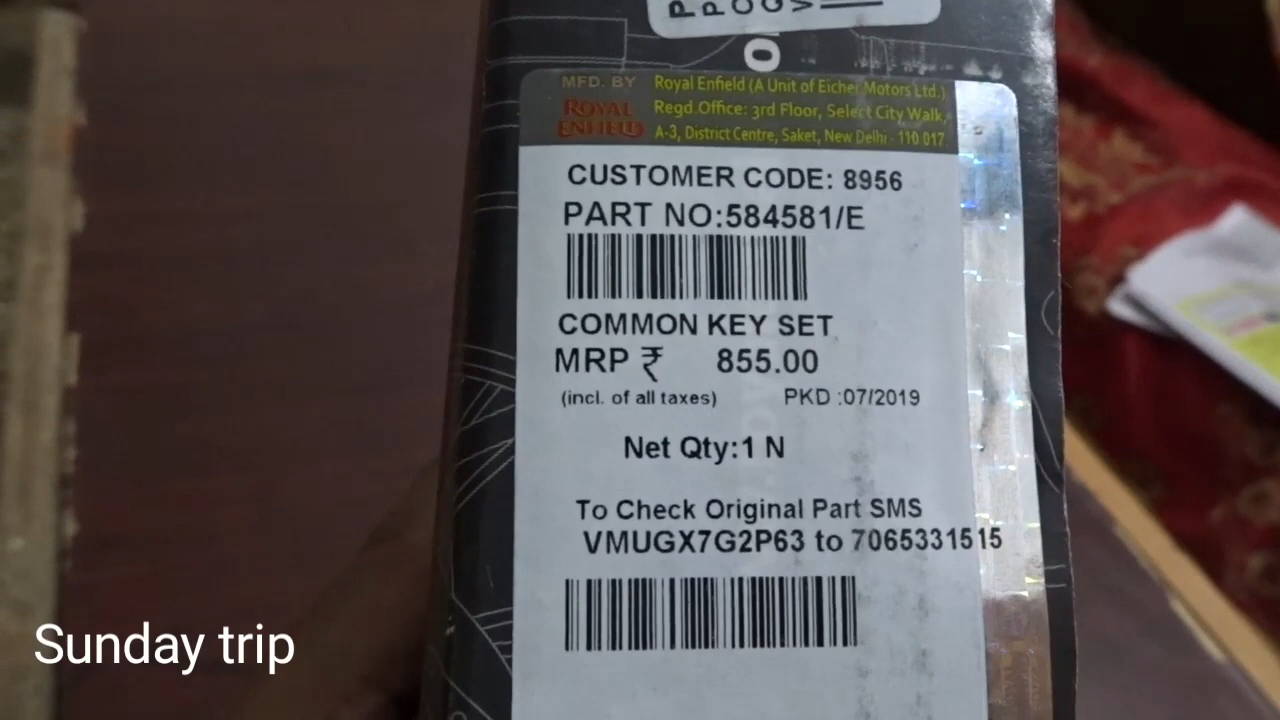 MFD. BY
ROYAL
ENFIELD
Royal Enfield (A Unit of Eicher Motors Ltd.)
Regd.Office: 3rd Floor, Select City Walk,
A-3, District Centre, Saket, New Delhi - 110 017
CUSTOMER CODE: 8956
PART NO:584581/E
COMMON KEY SET
MRP ₹ 855.00
(incl. of all taxes) PKD :07/2019
Net Qty:1 N
To Check Original Part SMS
VMUGX7G2P63 to 7065331515
Sunday trip